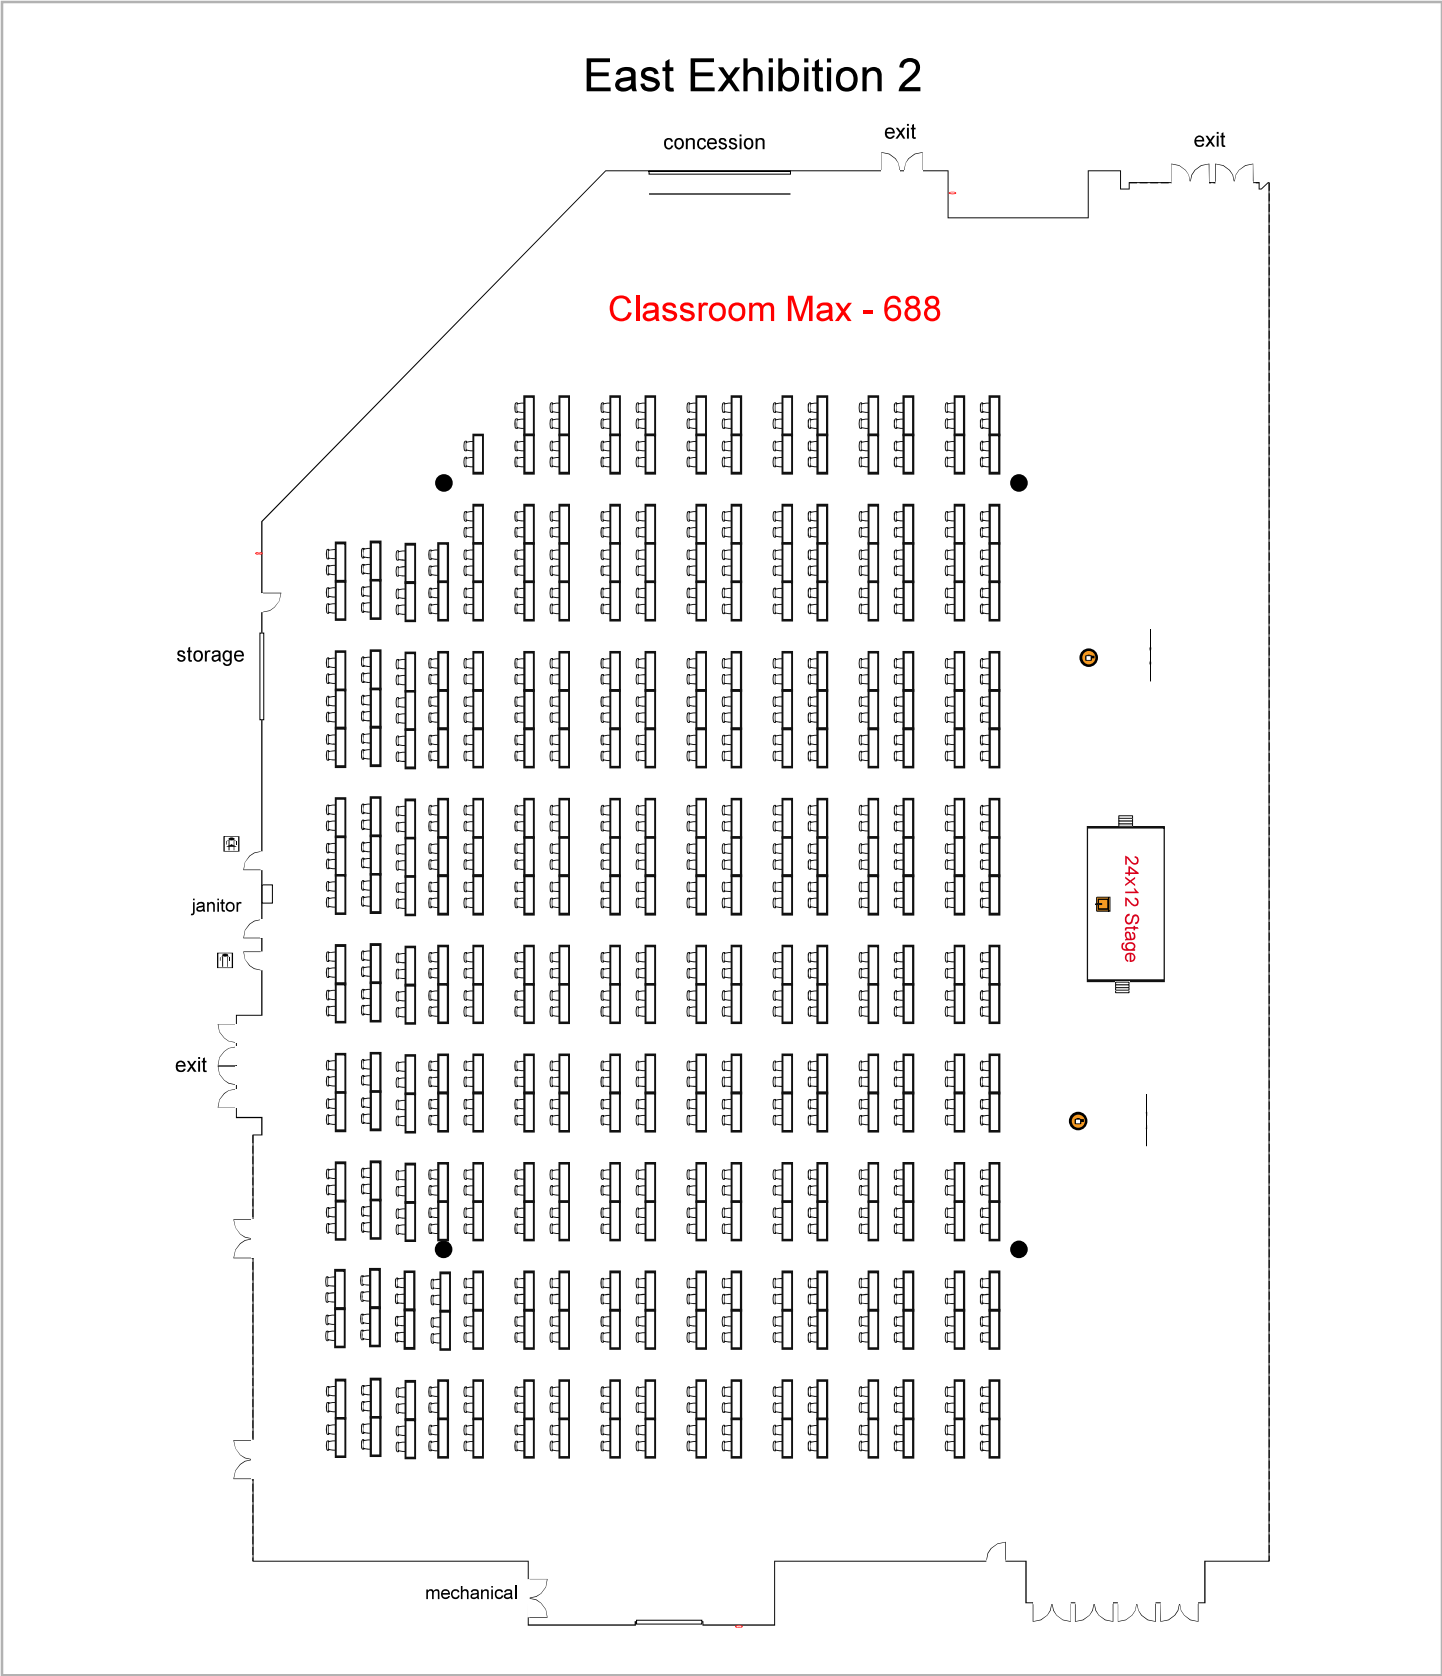 East Exhibition 2
concession
exit
exit
Classroom Max - 688
storage
24x12 Stage
janitor
exit
mechanical